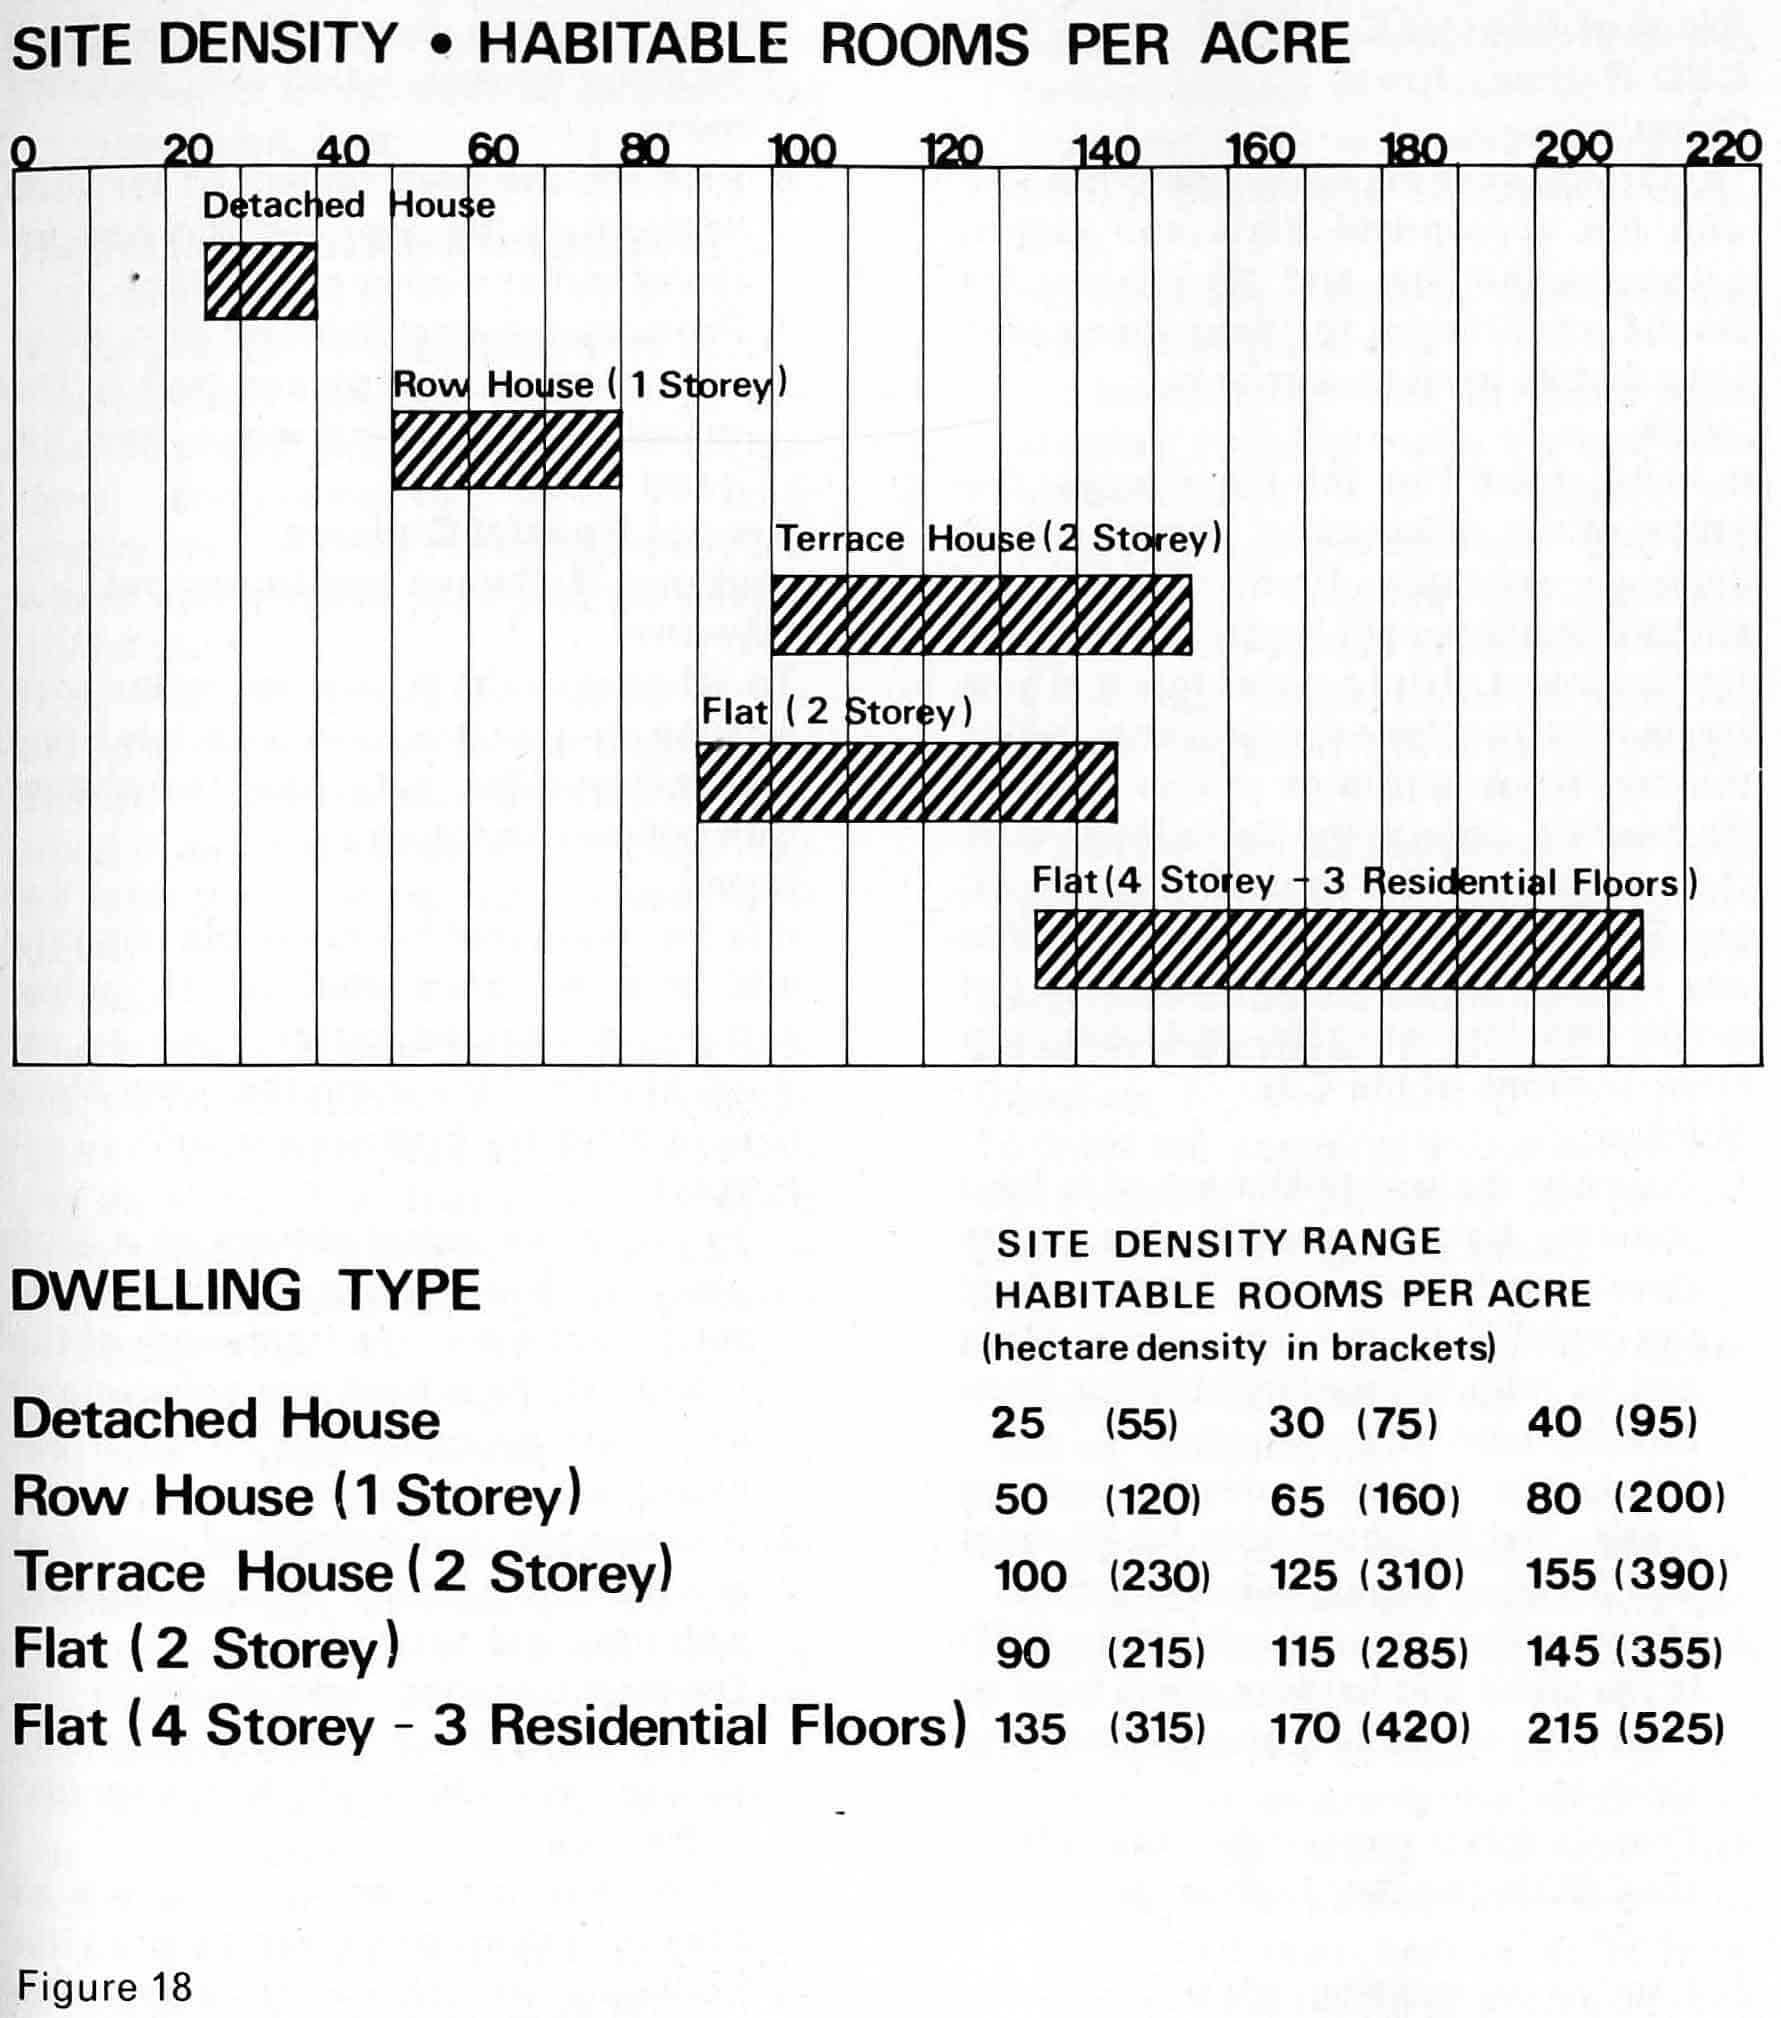 SITE DENSITY • HABITABLE ROOMS PER ACRE
0 20 40 60 80 100 120 140 160 180 200 220
Detached House
Row House (1 Storey)
Terrace House (2 Storey)
Flat (2 Storey)
Flat (4 Storey - 3 Residential Floors)
SITE DENSITY RANGE
DWELLING TYPE
HABITABLE ROOMS PER ACRE
(hectare density in brackets)
Detached House 25 (55) 30 (75) 40 (95)
Row House (1 Storey) 50 (120) 65 (160) 80 (200)
Terrace House (2 Storey) 100 (230) 125 (310) 155 (390)
Flat (2 Storey) 90 (215) 115 (285) 145 (355)
Flat (4 Storey - 3 Residential Floors) 135 (315) 170 (420) 215 (525)
Figure 18